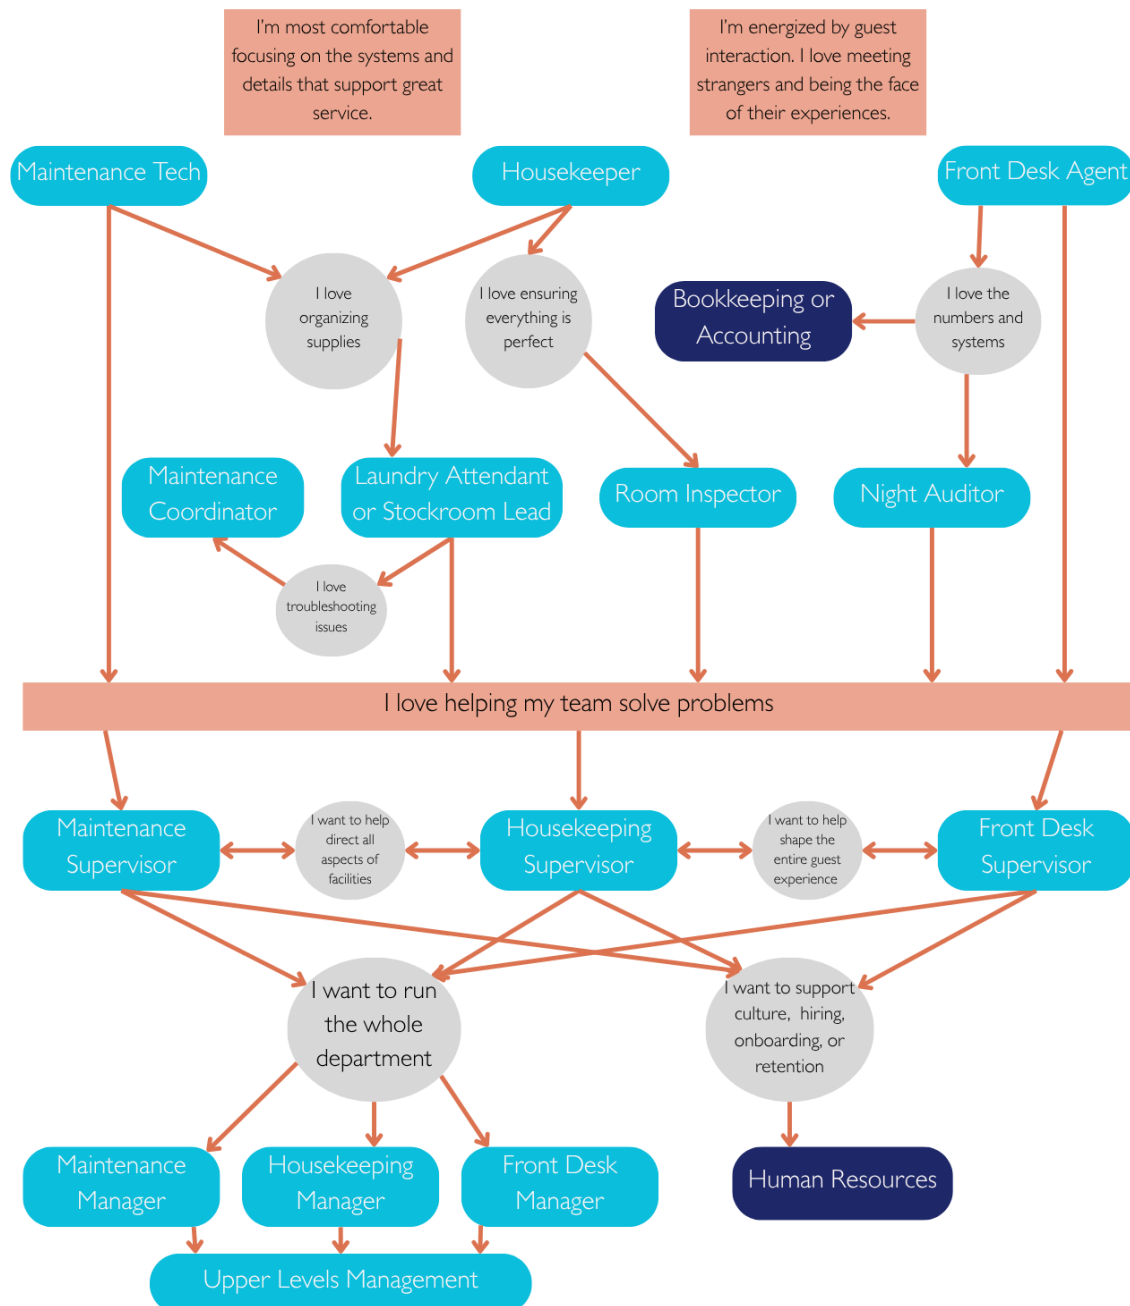 I'm most comfortable
focusing on the systems and
details that support great
service.
I'm energized by guest
interaction. I love meeting
strangers and being the face
of their experiences.
Maintenance Tech
Housekeeper
Front Desk Agent
I love
organizing
supplies
I love ensuring
everything is
perfect
Bookkeeping or
Accounting
I love the
numbers and
systems
Maintenance
Coordinator
Laundry Attendant
or Stockroom Lead
Room Inspector
Night Auditor
I love
troubleshooting
issues
I love helping my team solve problems
Maintenance
Supervisor
I want to help
direct all
aspects of
facilities
Housekeeping
Supervisor
I want to help
shape the
entire guest
experience
Front Desk
Supervisor
I want to run
the whole
department
I want to support
culture, hiring,
onboarding, or
retention
Maintenance
Manager
Housekeeping
Manager
Front Desk
Manager
Human Resources
Upper Levels Management